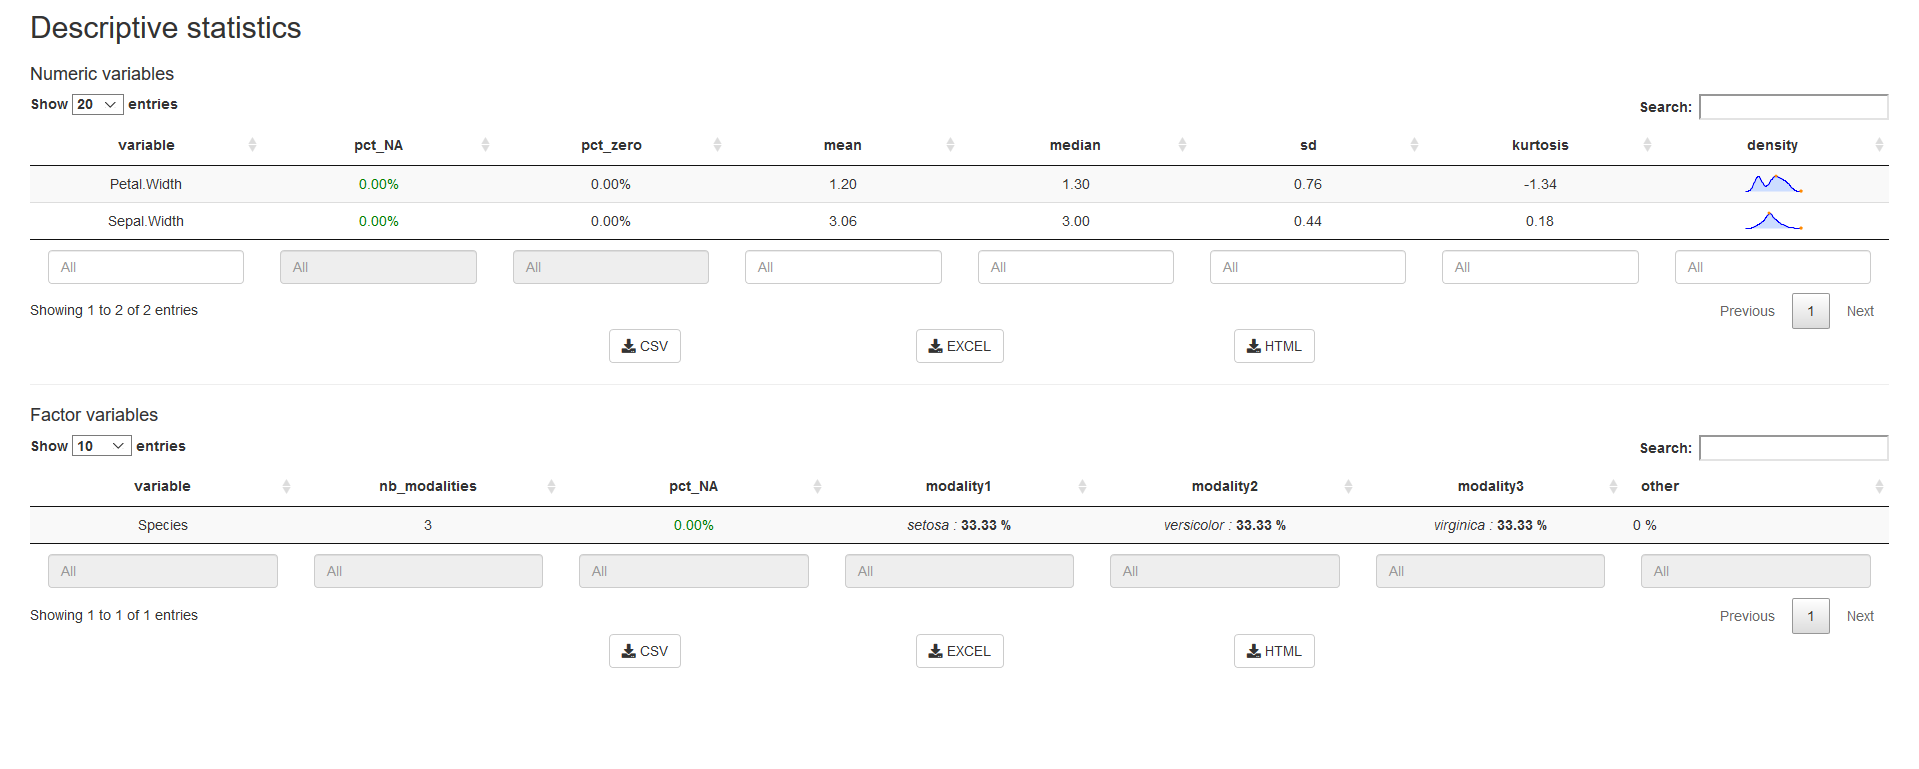 Descriptive statistics
Numeric variables
Show 20 entries
Search:
variable pct_NA pct_zero mean median sd kurtosis density
Petal.Width 0.00% 0.00% 1.20 1.30 0.76 -1.34
Sepal.Width 0.00% 0.00% 3.06 3.00 0.44 0.18
All All All All All All All All
Showing 1 to 2 of 2 entries
Previous 1 Next
CSV EXCEL HTML
Factor variables
Show 10 entries
Search:
variable nb_modalities pct_NA modality1 modality2 modality3 other
Species 3 0.00% setosa : 33.33 % versicolor : 33.33 % virginica : 33.33 % 0 %
All All All All All All All
Showing 1 to 1 of 1 entries
Previous 1 Next
CSV EXCEL HTML